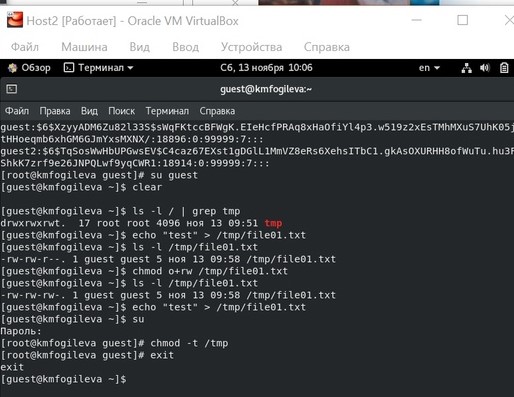 Host2 [Работает] - Oracle VM VirtualBox
Файл Машина Вид Ввод Устройства Справка
Обзор Терминал Сб, 13 ноября 10:06 en
guest@kmfogileva:~
Файл Правка Вид Поиск Терминал Справка
guest:$6$XzyyADM6Zu82l33S$sWqFKtccBFWgK.EIeHcfPRAq8xHaOfiYl4p3.w519z2xEsTMhMXuS7UhK05j
tHHoeqmb6xhGM6GJmYxsMXNX/:18896:0:99999:7:::
guest2:$6$TqSosWwHbUPGwsEV$C4caz67EXst1gDGlL1MmVZ8eRs6XehsITbC1.gkAsOXURHH8ofWuTu.hu3F
ShkK7zrf9e26JNPQLwf9yqCWR1:18914:0:99999:7:::
[root@kmfogileva guest]# su guest
[guest@kmfogileva ~]$ clear
[guest@kmfogileva ~]$ ls -l / | grep tmp
drwxrwxrwt. 17 root root 4096 ноя 13 09:51 tmp
[guest@kmfogileva ~]$ echo "test" > /tmp/file01.txt
[guest@kmfogileva ~]$ ls -l /tmp/file01.txt
-rw-rw-r--. 1 guest guest 5 ноя 13 09:58 /tmp/file01.txt
[guest@kmfogileva ~]$ chmod o+rw /tmp/file01.txt
[guest@kmfogileva ~]$ ls -l /tmp/file01.txt
-rw-rw-rw-. 1 guest guest 5 ноя 13 09:58 /tmp/file01.txt
[guest@kmfogileva ~]$ echo "test" > /tmp/file01.txt
[guest@kmfogileva ~]$ su
Пароль:
[root@kmfogileva guest]# chmod -t /tmp
[root@kmfogileva guest]# exit
exit
[guest@kmfogileva ~]$